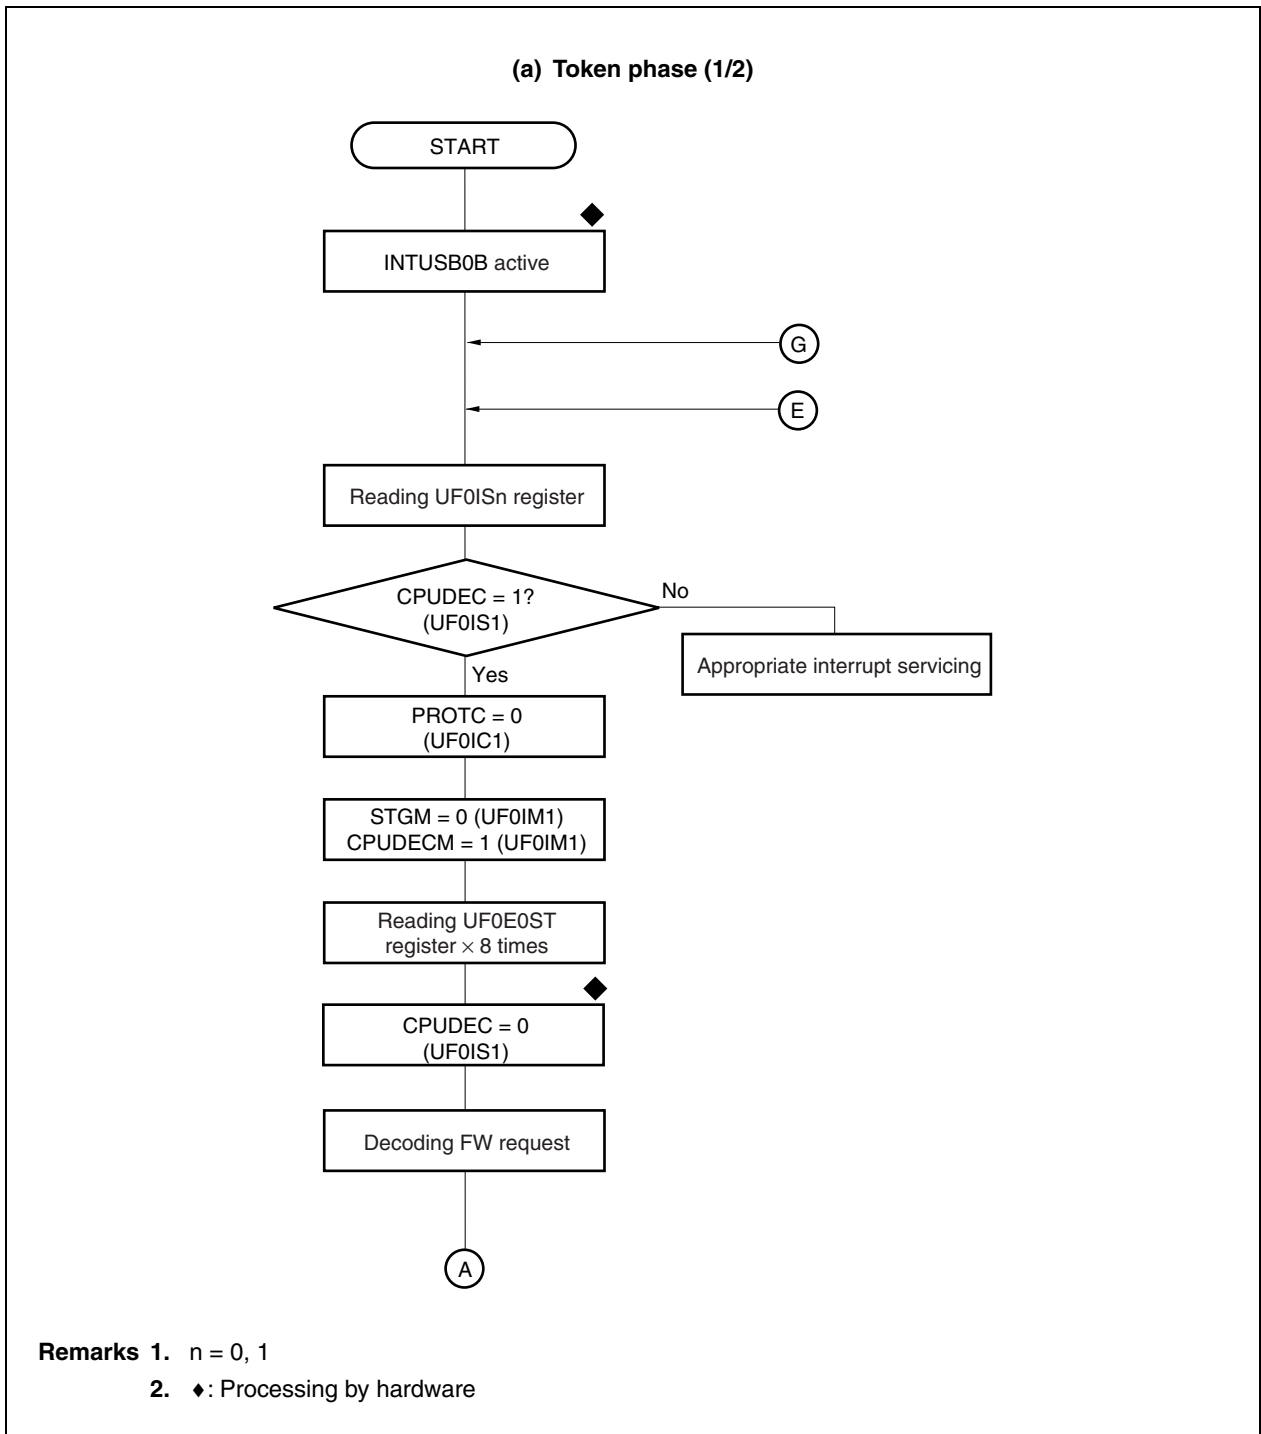 (a) Token phase (1/2)
START
◆
INTUSB0B active
G
E
Reading UF0ISn register
CPUDEC = 1?
(UF0IS1)
No
Appropriate interrupt servicing
Yes
PROTC = 0
(UF0IC1)
STGM = 0 (UF0IM1)
CPUDECM = 1 (UF0IM1)
Reading UF0E0ST
register × 8 times
◆
CPUDEC = 0
(UF0IS1)
Decoding FW request
A
Remarks 1. n = 0, 1
2. ♦: Processing by hardware